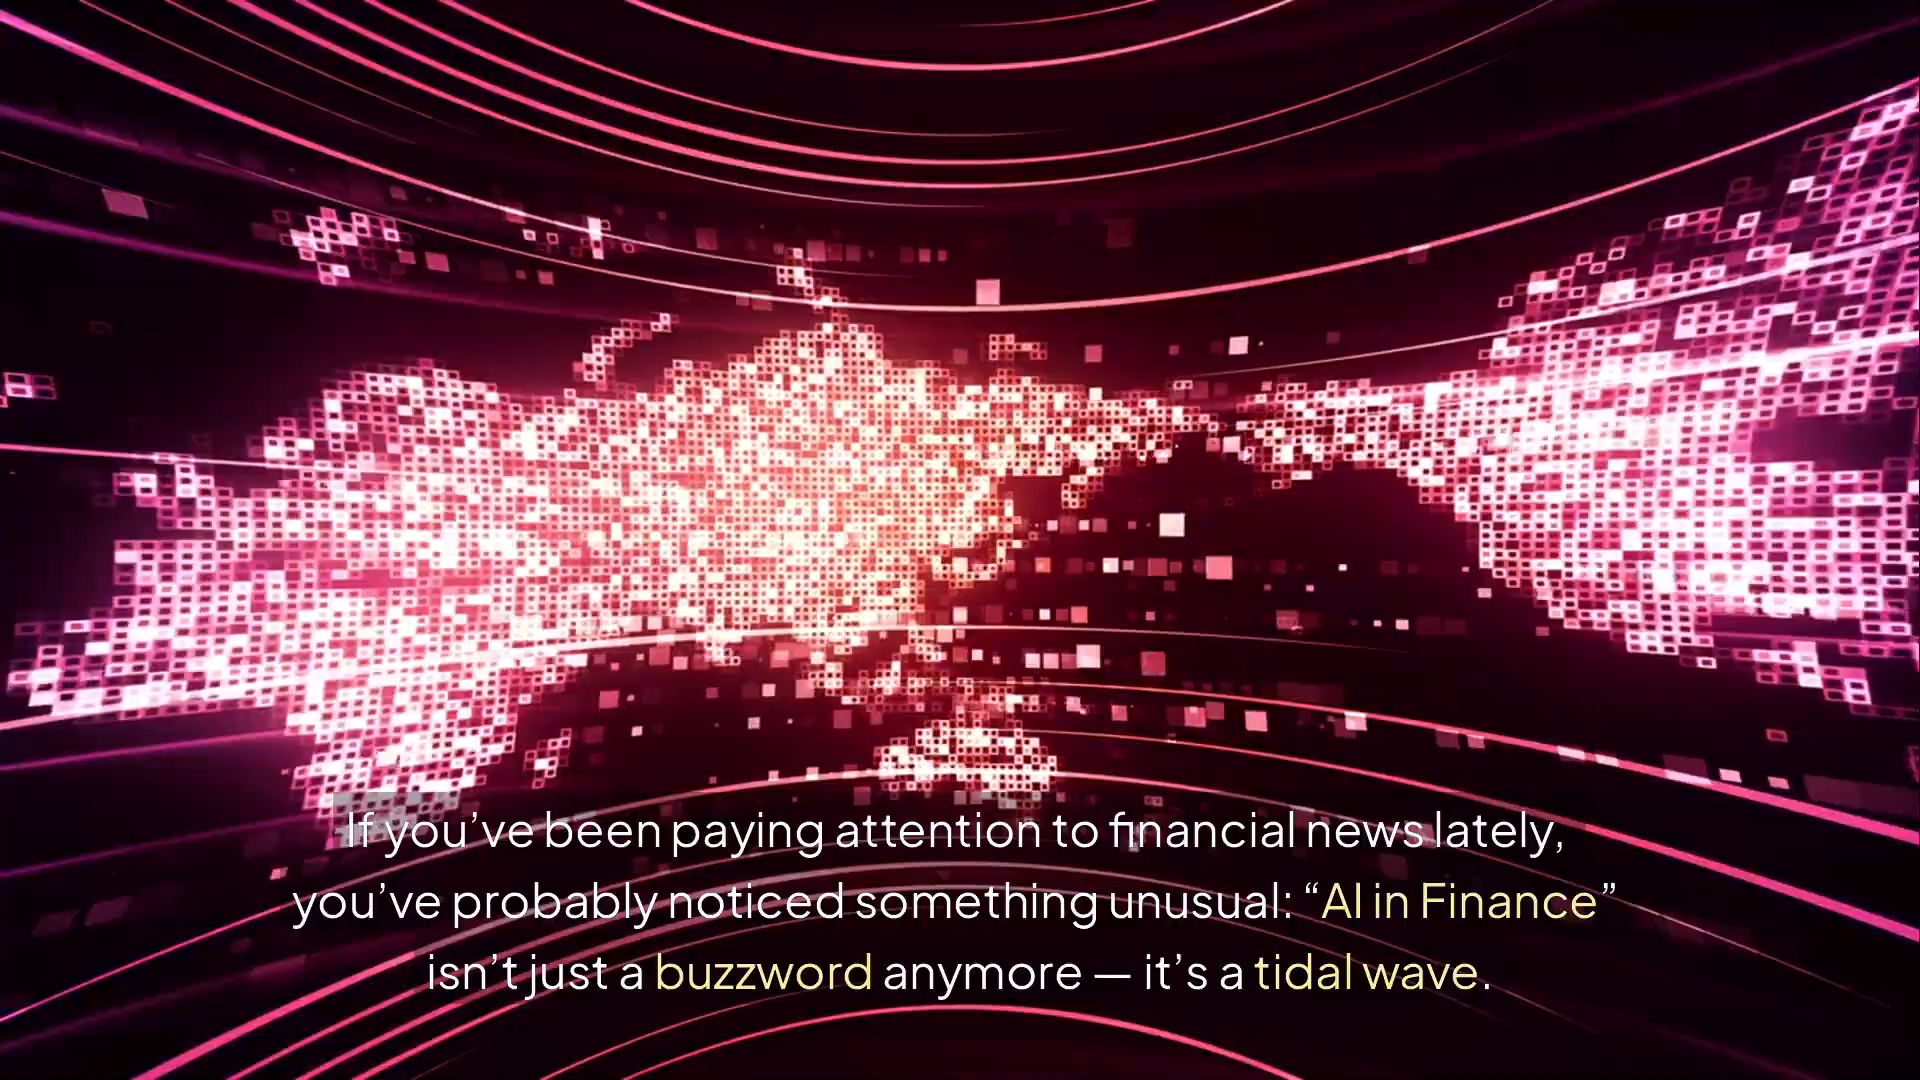 If you’ve been paying attention to financial news lately,
you’ve probably noticed something unusual: “AI in Finance”
isn’t just a buzzword anymore — it’s a tidal wave.